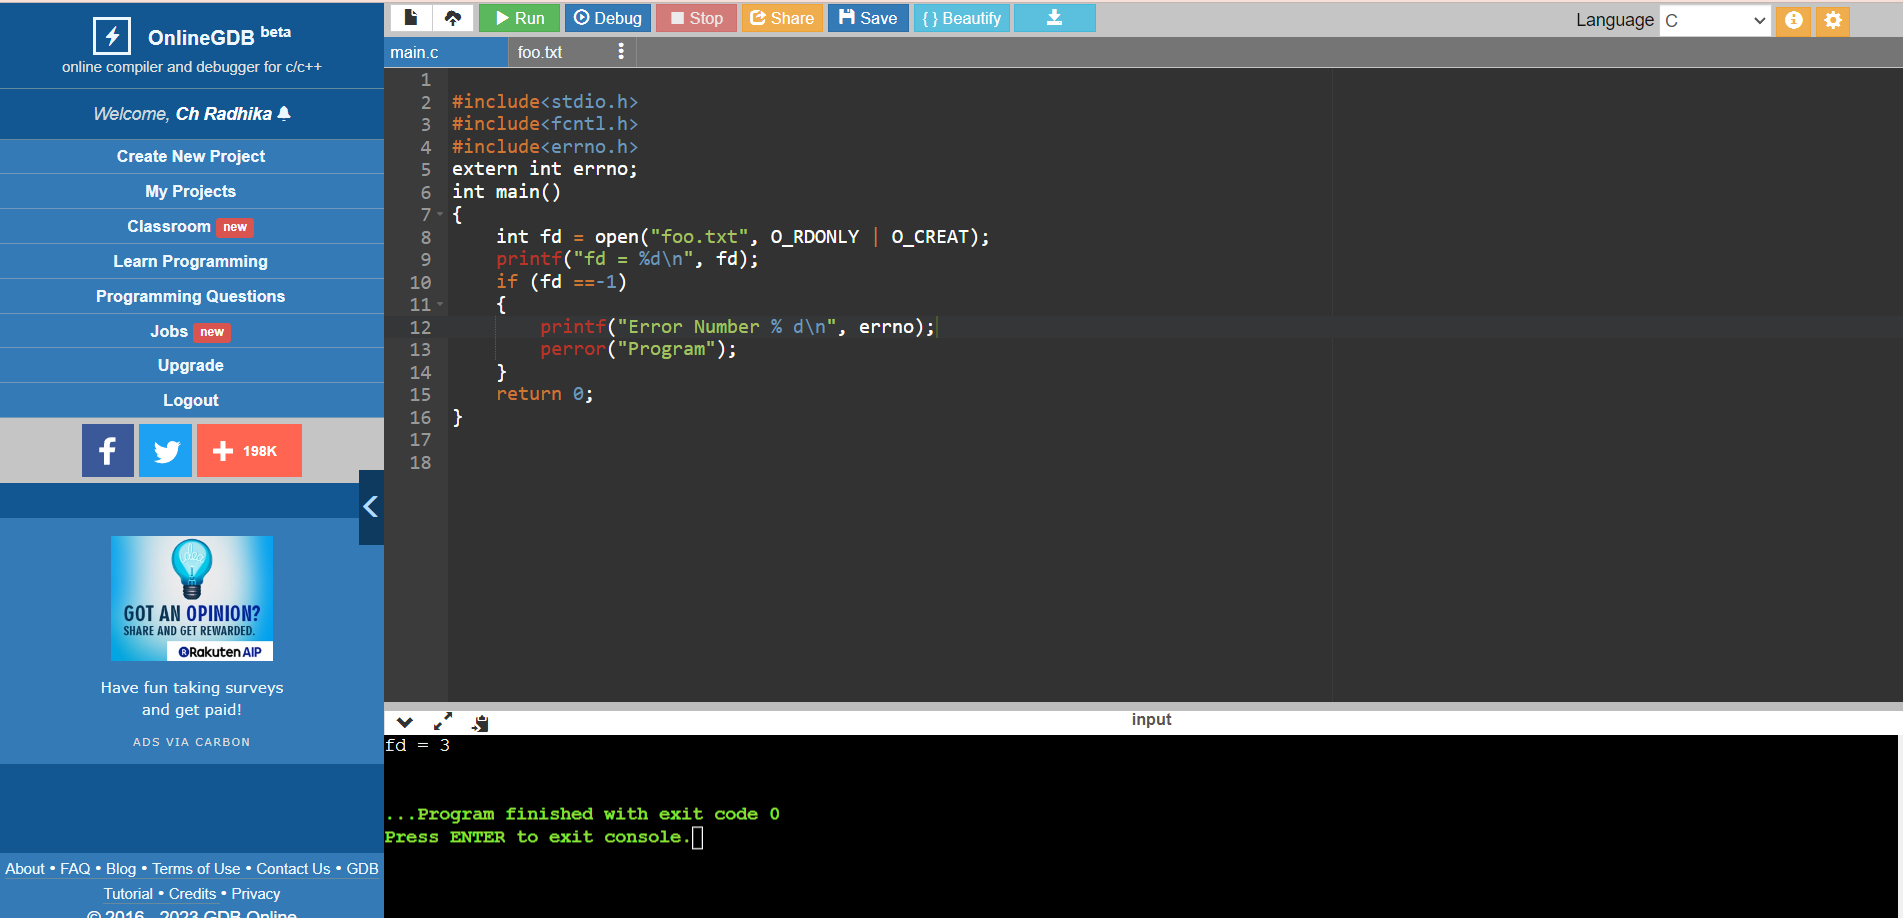 OnlineGDB beta
online compiler and debugger for c/c++
Welcome, Ch Radhika
Create New Project
My Projects
Classroom new
Learn Programming
Programming Questions
Jobs new
Upgrade
Logout
198K
GOT AN OPINION?
SHARE AND GET REWARDED.
Rakuten AIP
Have fun taking surveys
and get paid!
ADS VIA CARBON
About • FAQ • Blog • Terms of Use • Contact Us • GDB
Tutorial • Credits • Privacy
© 2016 - 2023 GDB Online
Run Debug Stop Share Save { } Beautify
Language C
main.c foo.txt
1
2 #include<stdio.h>
3 #include<fcntl.h>
4 #include<errno.h>
5 extern int errno;
6 int main()
7 {
8 int fd = open("foo.txt", O_RDONLY | O_CREAT);
9 printf("fd = %d\n", fd);
10 if (fd ==-1)
11 {
12 printf("Error Number % d\n", errno);
13 perror("Program");
14 }
15 return 0;
16 }
17
18
input
fd = 3
...Program finished with exit code 0
Press ENTER to exit console.